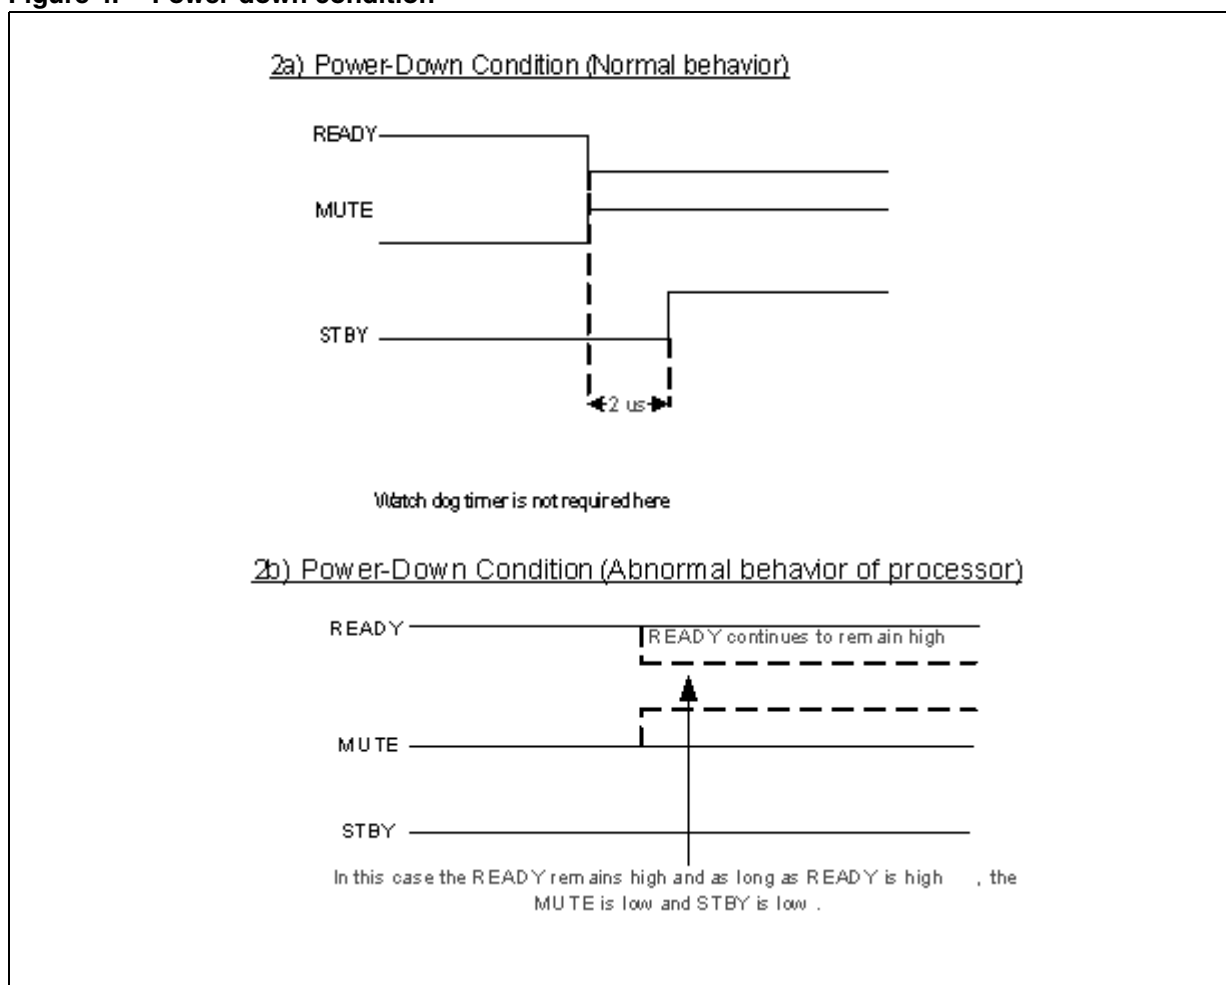 Figure 4. Power-down condition
2a) Power-Down Condition (Normal behavior)
READY
MUTE
STBY
2 us
Watch dog timer is not required here
2b) Power-Down Condition (Abnormal behavior of processor)
READY
READY continues to remain high
MUTE
STBY
In this case the READY remains high and as long as READY is high , the
MUTE is low and STBY is low .